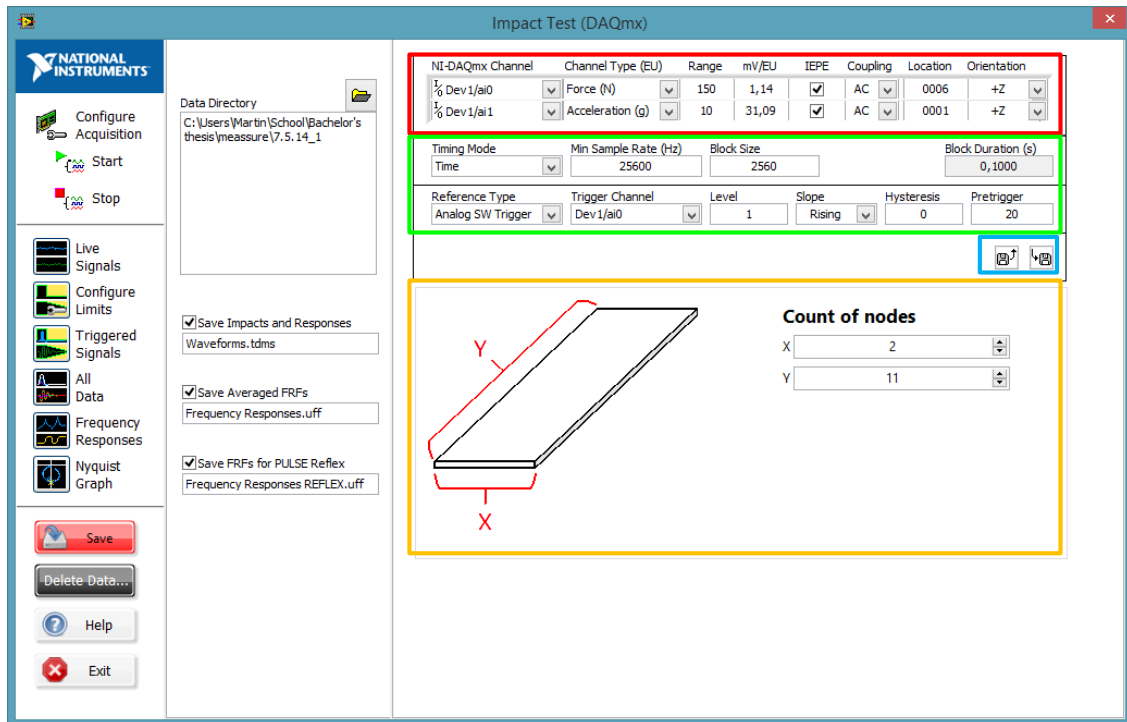 Impact Test (DAQmx)
NATIONAL
INSTRUMENTS
Configure
Acquisition
Start
Stop
Live
Signals
Configure
Limits
Triggered
Signals
All
Data
Frequency
Responses
Nyquist
Graph
Save
Delete Data...
Help
Exit
Data Directory
C:\Users\Martin\School\Bachelor's
thesis\meassure\7.5.14_1
Save Impacts and Responses
Waveforms.tdms
Save Averaged FRFs
Frequency Responses.uff
Save FRFs for PULSE Reflex
Frequency Responses REFLEX.uff
NI-DAQmx Channel Channel Type (EU) Range mV/EU IEPE Coupling Location Orientation
Dev1/ai0 Force (N) 150 1,14 AC 0006 +Z
Dev1/ai1 Acceleration (g) 10 31,09 AC 0001 +Z
Timing Mode Min Sample Rate (Hz) Block Size Block Duration (s)
Time 25600 2560 0,1000
Reference Type Trigger Channel Level Slope Hysteresis Pretrigger
Analog SW Trigger Dev1/ai0 1 Rising 0 20
Y
X
Count of nodes
X 2
Y 11